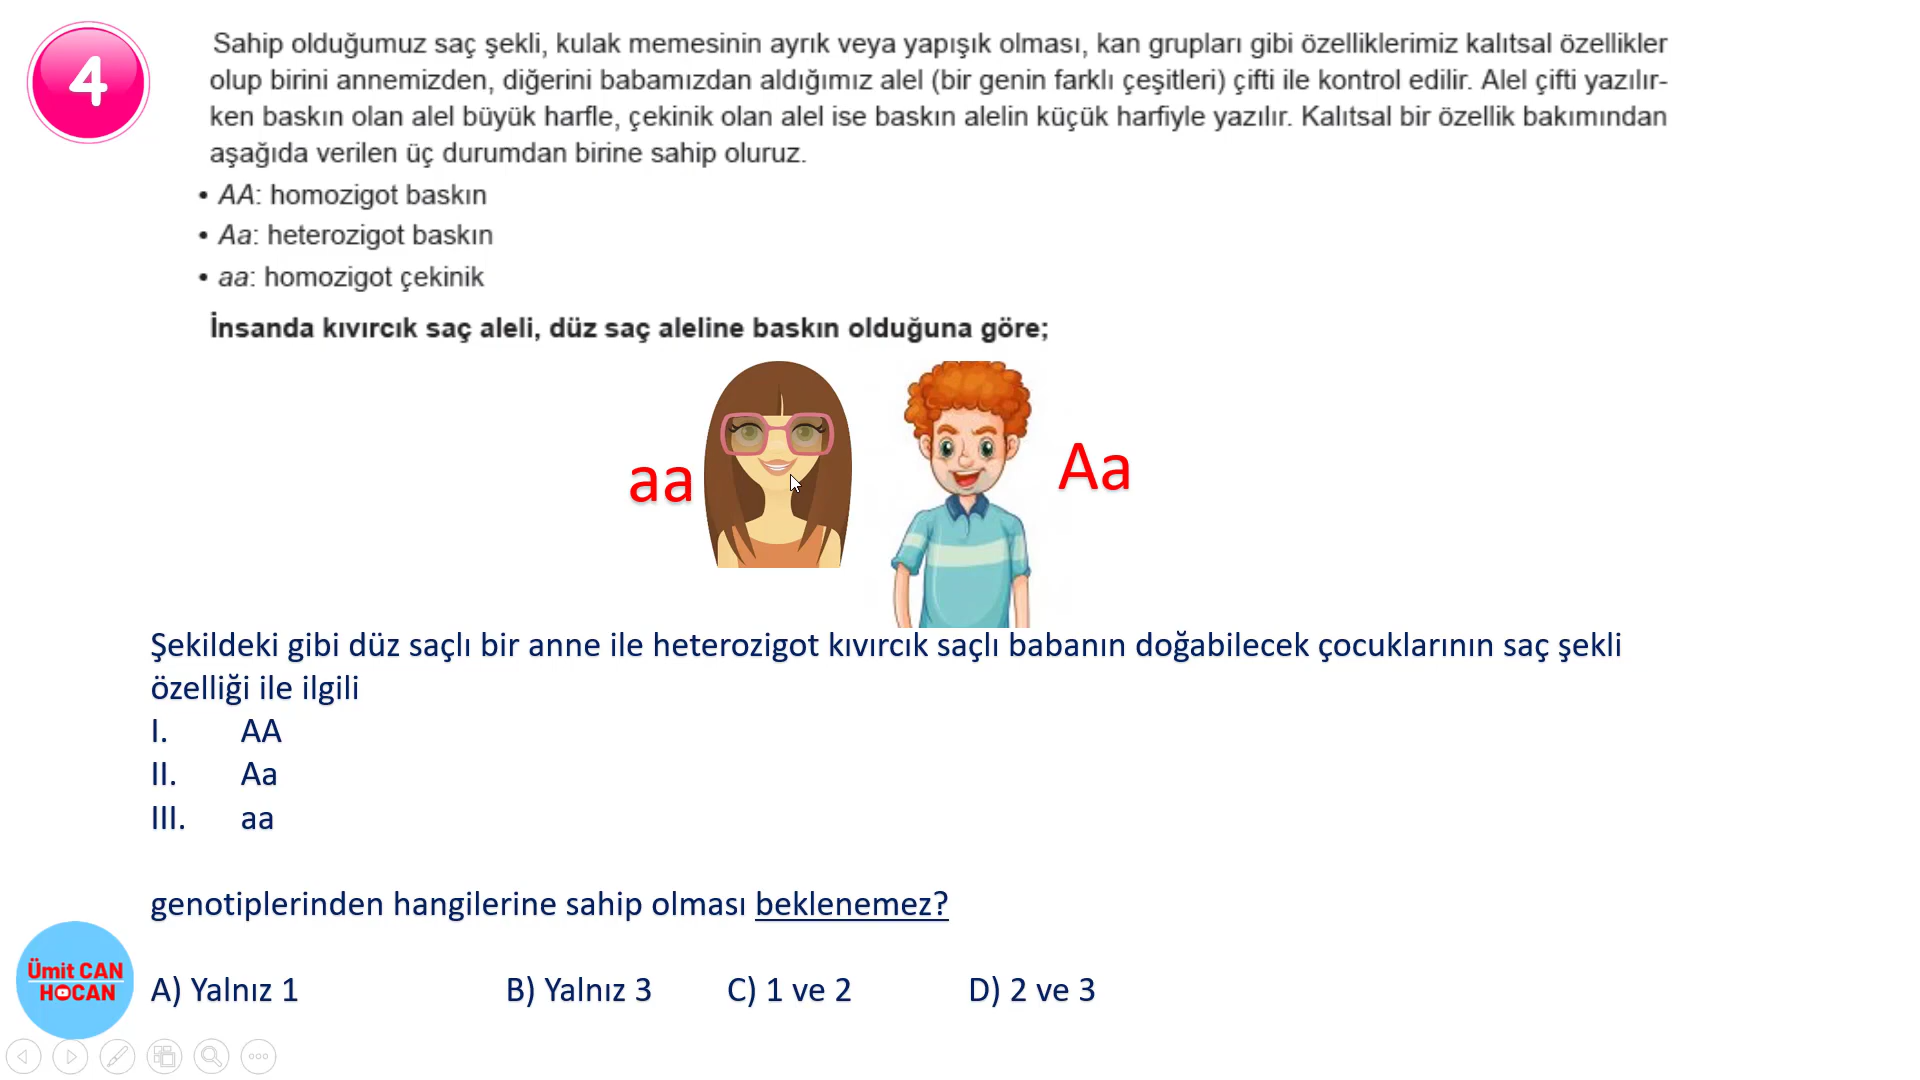 4
Sahip olduğumuz saç şekli, kulak memesinin ayrık veya yapışık olması, kan grupları gibi özelliklerimiz kalıtsal özellikler
olup birini annemizden, diğerini babamızdan aldığımız alel (bir genin farklı çeşitleri) çifti ile kontrol edilir. Alel çifti yazılır-
ken baskın olan alel büyük harfle, çekinik olan alel ise baskın alelin küçük harfiyle yazılır. Kalıtsal bir özellik bakımından
aşağıda verilen üç durumdan birine sahip oluruz.
• AA: homozigot baskın
• Aa: heterozigot baskın
• aa: homozigot çekinik
İnsanda kıvırcık saç aleli, düz saç aleline baskın olduğuna göre;
aa Aa
Şekildeki gibi düz saçlı bir anne ile heterozigot kıvırcık saçlı babanın doğabilecek çocuklarının saç şekli
özelliği ile ilgili
I. AA
II. Aa
III. aa
genotiplerinden hangilerine sahip olması beklenemez?
A) Yalnız 1 B) Yalnız 3 C) 1 ve 2 D) 2 ve 3
Ümit CAN
HOCAN